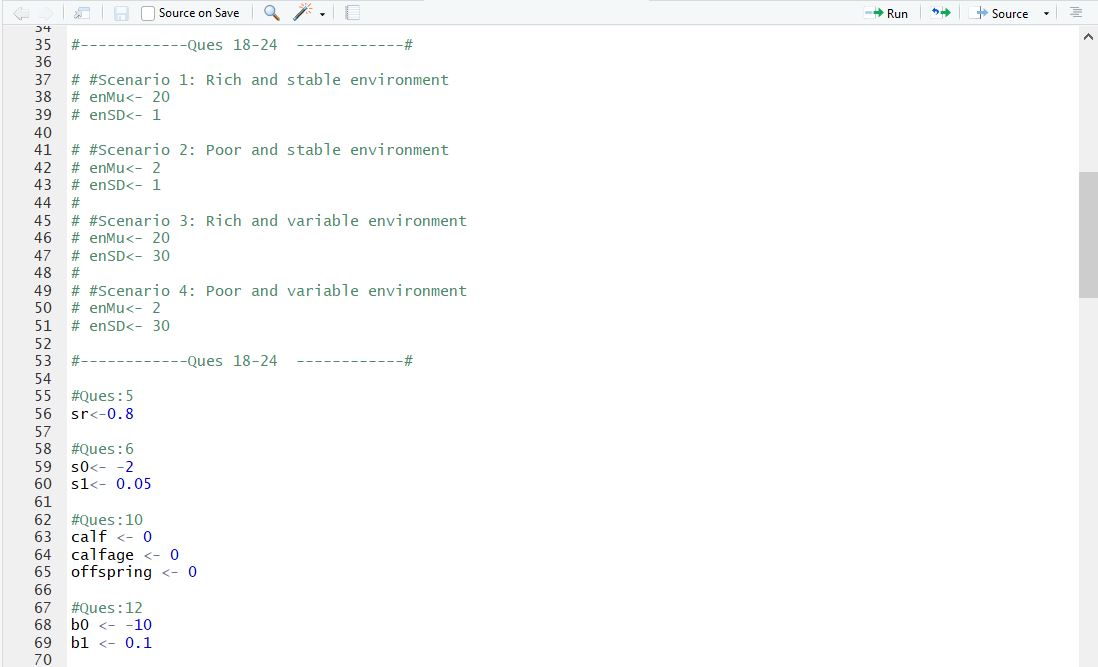 Source on Save
Run
Source
34
35 #------------Ques 18-24  ------------#
36
37 # #Scenario 1: Rich and stable environment
38 # enMu<- 20
39 # enSD<- 1
40
41 # #Scenario 2: Poor and stable environment
42 # enMu<- 2
43 # enSD<- 1
44 #
45 # #Scenario 3: Rich and variable environment
46 # enMu<- 20
47 # enSD<- 30
48 #
49 # #Scenario 4: Poor and variable environment
50 # enMu<- 2
51 # enSD<- 30
52
53 #------------Ques 18-24  ------------#
54
55 #Ques:5
56 sr<-0.8
57
58 #Ques:6
59 s0<- -2
60 s1<- 0.05
61
62 #Ques:10
63 calf <- 0
64 calfage <- 0
65 offspring <- 0
66
67 #Ques:12
68 b0 <- -10
69 b1 <- 0.1
70